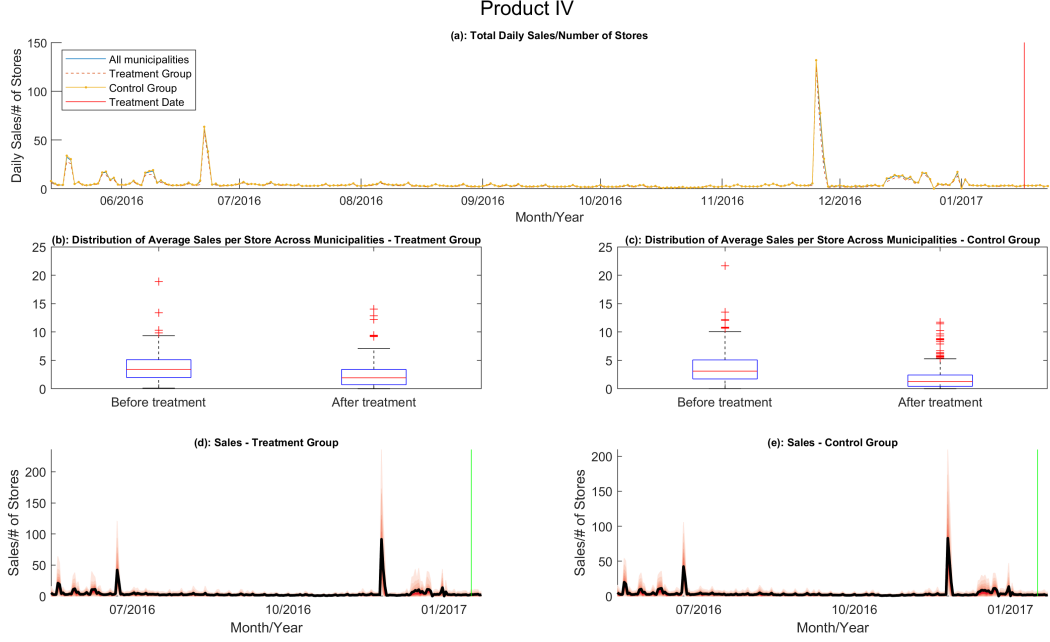 Product IV
(a): Total Daily Sales/Number of Stores
Daily Sales/# of Stores
150
100
50
0
All municipalities
Treatment Group
Control Group
Treatment Date
06/2016 07/2016 08/2016 09/2016 10/2016 11/2016 12/2016 01/2017
Month/Year
(b): Distribution of Average Sales per Store Across Municipalities - Treatment Group
25
20
15
10
5
0
Before treatment After treatment
(c): Distribution of Average Sales per Store Across Municipalities - Control Group
25
20
15
10
5
0
Before treatment After treatment
(d): Sales - Treatment Group
Sales/# of Stores
200
150
100
50
0
07/2016 10/2016 01/2017
Month/Year
(e): Sales - Control Group
Sales/# of Stores
200
150
100
50
0
07/2016 10/2016 01/2017
Month/Year